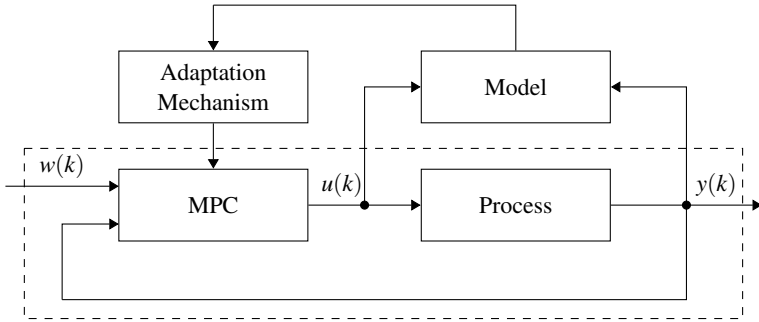 Adaptation
Mechanism
Model
w(k)
MPC
u(k)
Process
y(k)